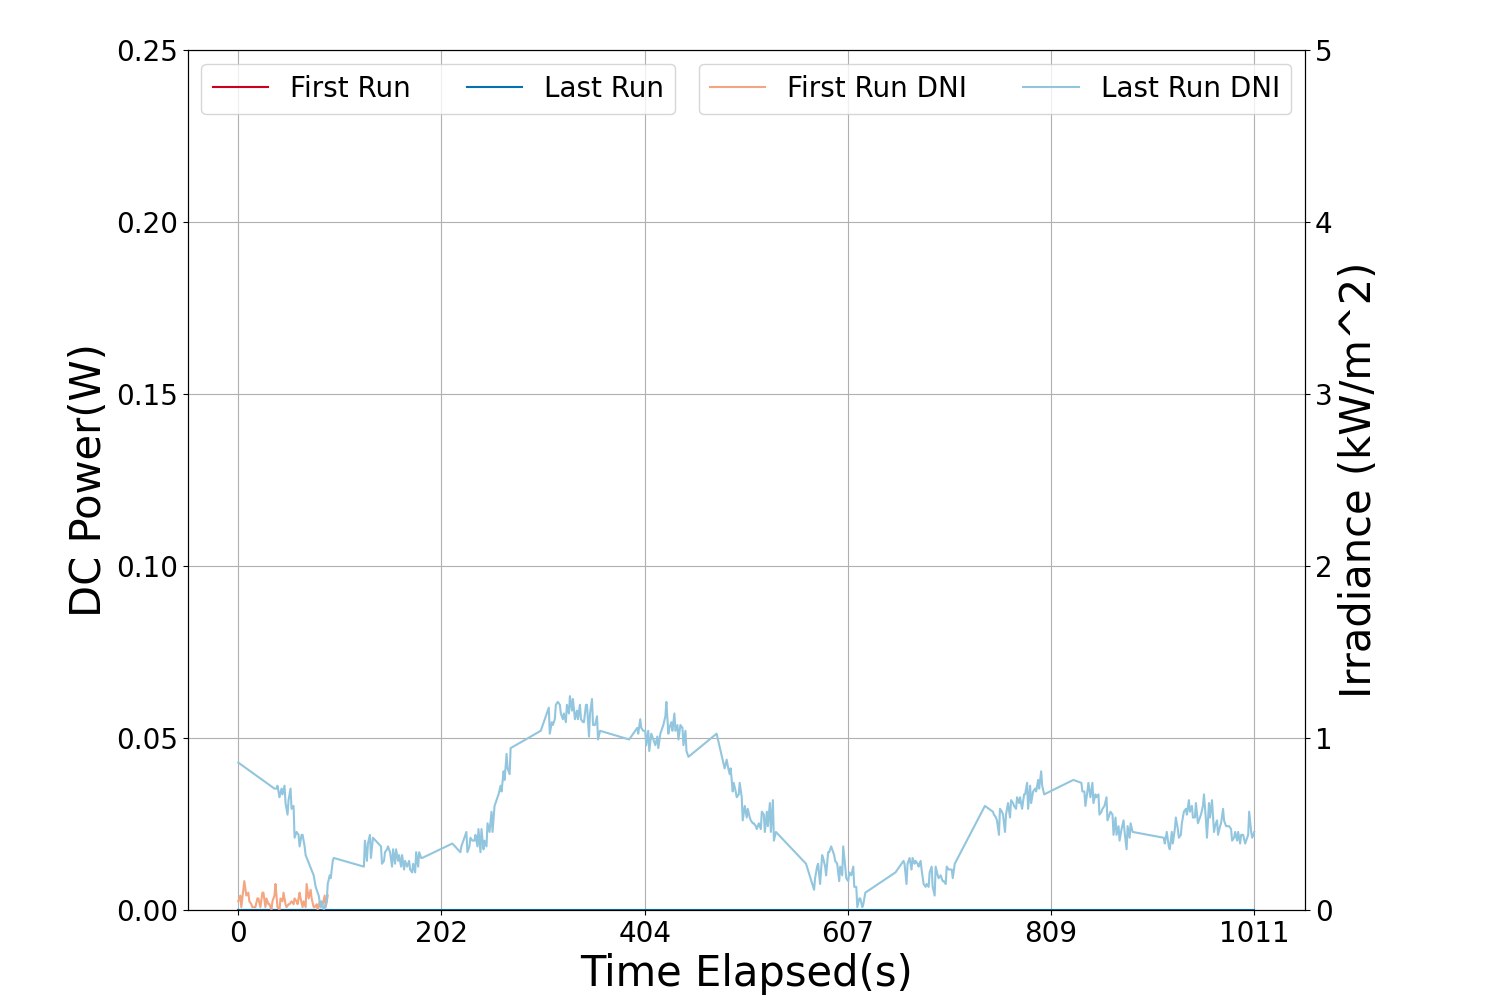 First Run
Last Run
First Run DNI
Last Run DNI
DC Power(W)
0.25
0.20
0.15
0.10
0.05
0.00
5
4
3
2
1
0
Irradiance (kW/m^2)
0
202
404
607
809
1011
Time Elapsed(s)